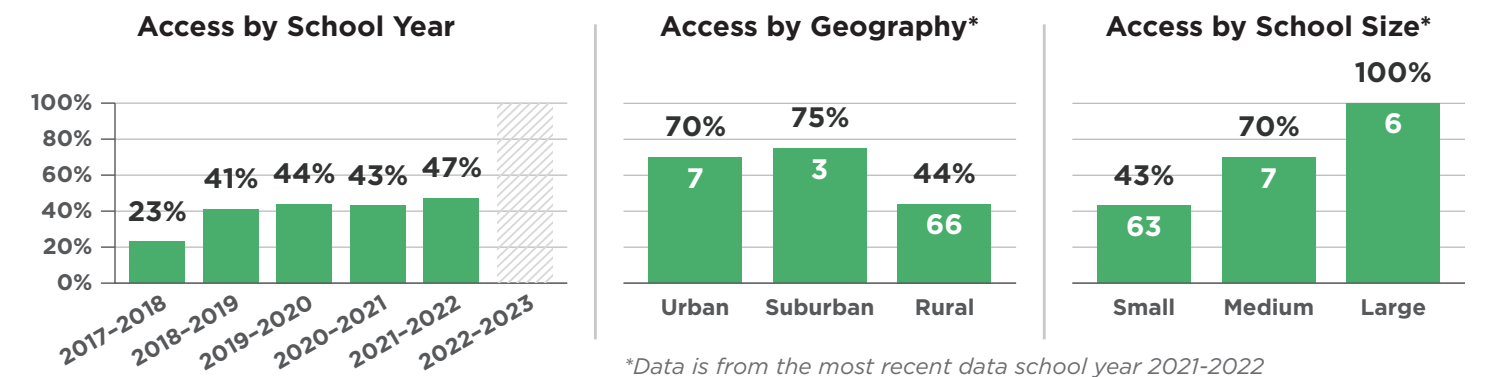 Access by School Year
100%
80%
60%
40%
20%
0%
23%
41%
44%
43%
47%
2017-2018
2018-2019
2019-2020
2020-2021
2021-2022
2022-2023
Access by Geography*
70%
75%
44%
7
3
66
Urban
Suburban
Rural
Access by School Size*
43%
70%
100%
63
7
6
Small
Medium
Large
*Data is from the most recent data school year 2021-2022